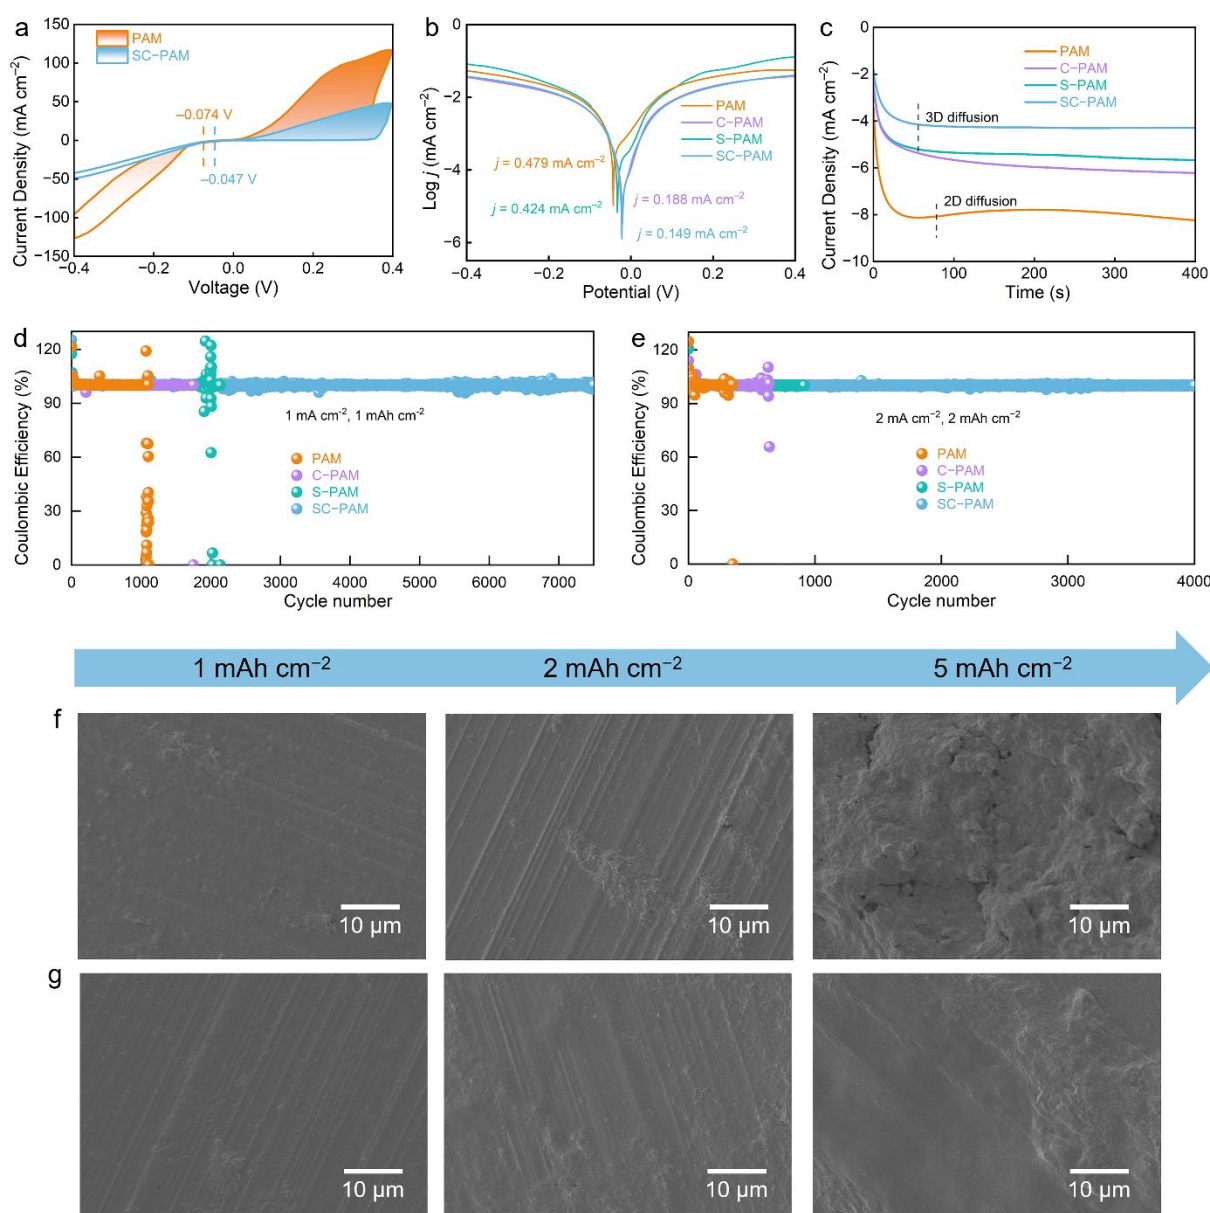 a
PAM
SC−PAM
−0.074 V
−0.047 V
Current Density (mA cm⁻²)
150
100
50
0
−50
−100
−150
−0.4
−0.2
0.0
0.2
0.4
Voltage (V)
b
PAM
C−PAM
S−PAM
SC−PAM
j = 0.479 mA cm⁻²
j = 0.424 mA cm⁻²
j = 0.188 mA cm⁻²
j = 0.149 mA cm⁻²
Log j (mA cm⁻²)
0
−2
−4
−6
−0.4
−0.2
0.0
0.2
0.4
Potential (V)
c
PAM
C−PAM
S−PAM
SC−PAM
3D diffusion
2D diffusion
Current Density (mA cm⁻²)
0
−2
−4
−6
−8
−10
0
100
200
300
400
Time (s)
d
Coulombic Efficiency (%)
120
90
60
30
0
1 mA cm⁻², 1 mAh cm⁻²
PAM
C−PAM
S−PAM
SC−PAM
0
1000
2000
3000
4000
5000
6000
7000
Cycle number
e
Coulombic Efficiency (%)
120
90
60
30
0
2 mA cm⁻², 2 mAh cm⁻²
PAM
C−PAM
S−PAM
SC−PAM
0
1000
2000
3000
4000
Cycle number
1 mAh cm⁻²
2 mAh cm⁻²
5 mAh cm⁻²
f
10 µm
10 µm
10 µm
g
10 µm
10 µm
10 µm